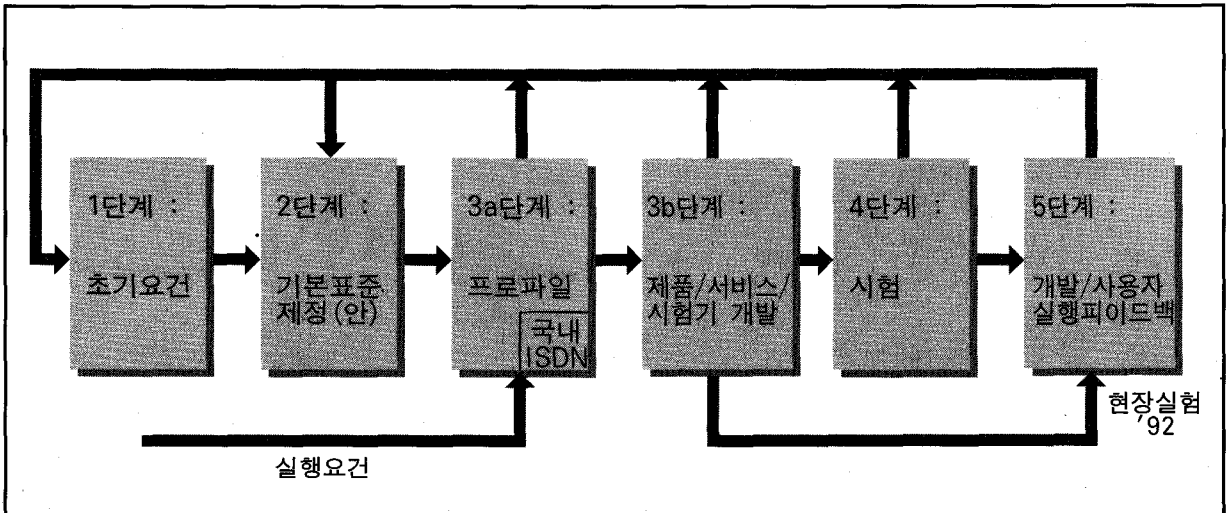 1단계 :
초기요건
2단계 :
기본표준
제정(안)
3a단계 :
프로파일
국내
ISDN
3b단계 :
제품/서비스/
시험기 개발
4단계 :
시험
5단계 :
개발/사용자
실행피이드백
현장실험
'92
실행요건